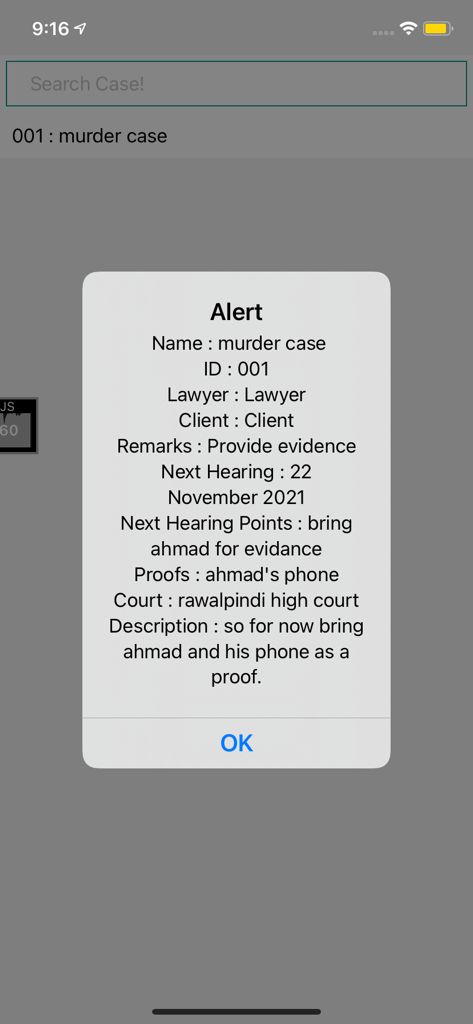 9:16
Search Case!
001 : murder case
JS
60
Alert
Name : murder case
ID : 001
Lawyer : Lawyer
Client : Client
Remarks : Provide evidence
Next Hearing : 22
November 2021
Next Hearing Points : bring
ahmad for evidance
Proofs : ahmad's phone
Court : rawalpindi high court
Description : so for now bring
ahmad and his phone as a
proof.
OK